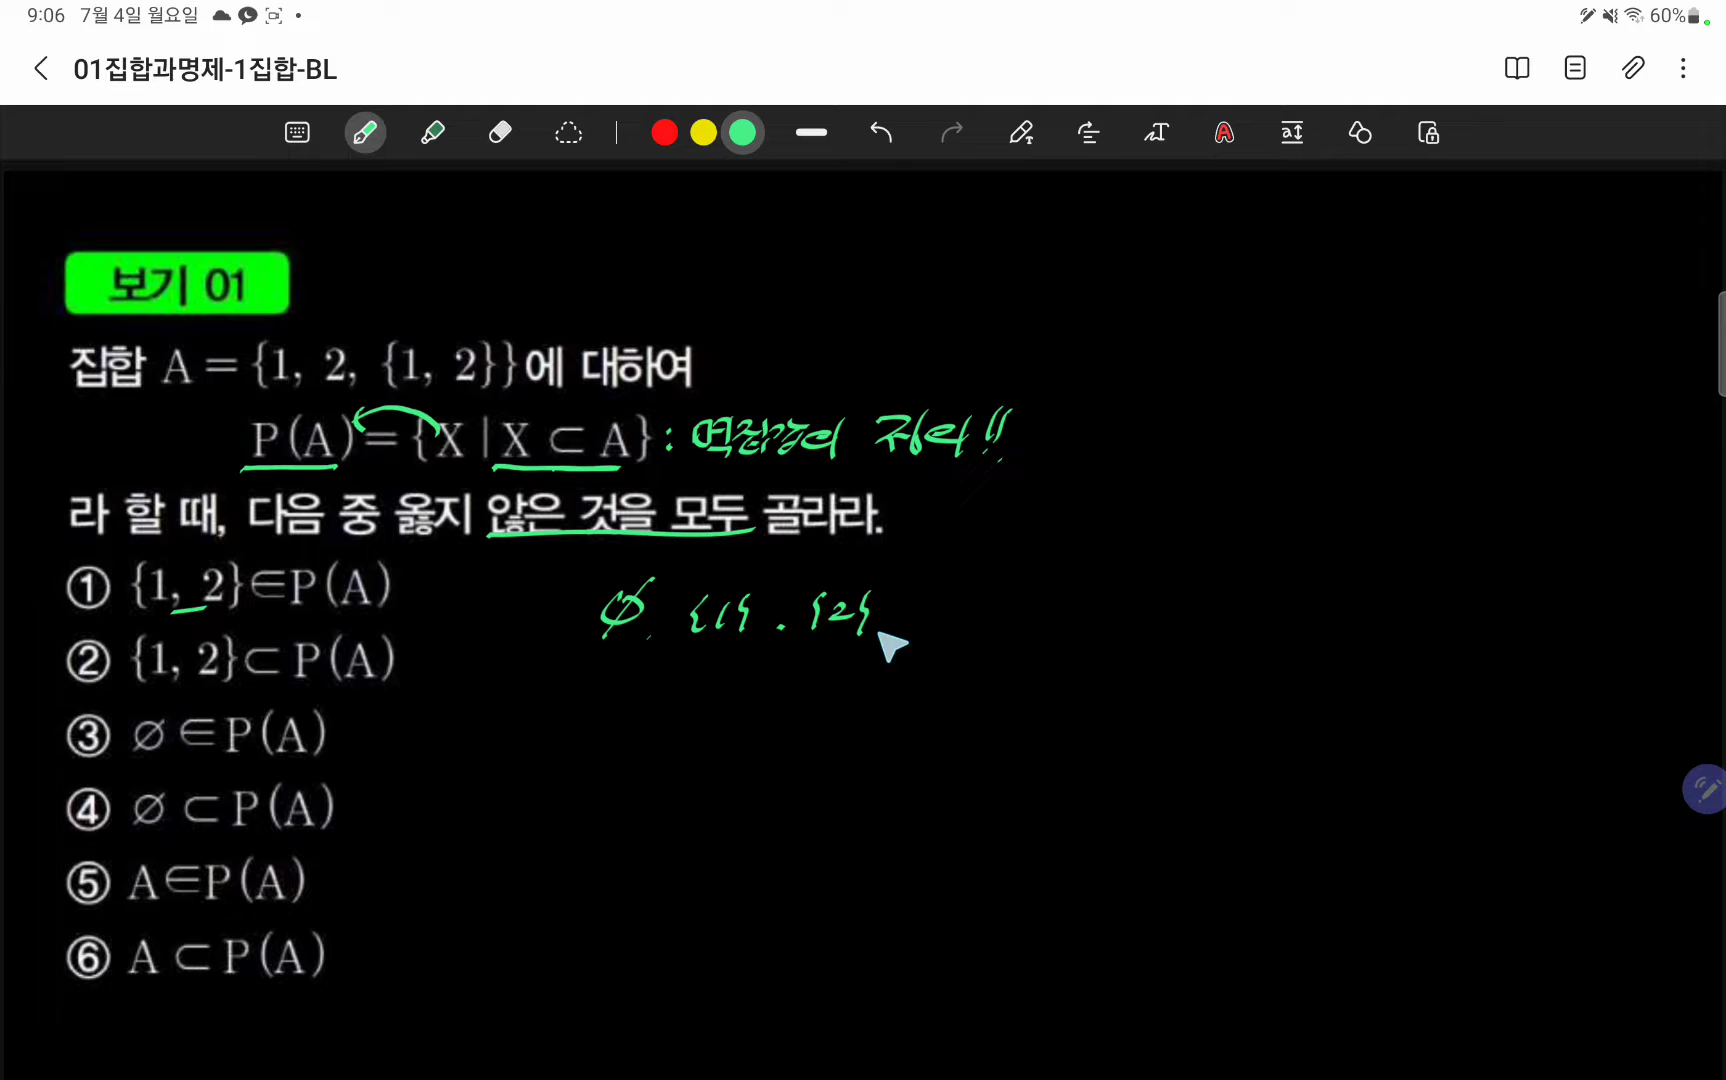 9:06 7월 4일 월요일
60%
01집합과명제-1집합-BL
보기 01
집합 A = {1, 2, {1, 2}}에 대하여
P(A) = {X | X ⊂ A} : 멱집합의 정의!!
라 할 때, 다음 중 옳지 않은 것을 모두 골라라.
① {1, 2}∈P(A)
∅. {1}. {2}
② {1, 2}⊂P(A)
③ ∅∈P(A)
④ ∅⊂P(A)
⑤ A∈P(A)
⑥ A⊂P(A)